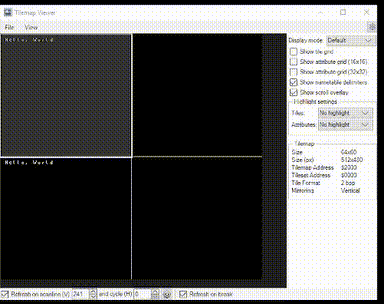 Tilemap Viewer
File View
Hello, World
Hello, World
Display mode: Default
Show tile grid
Show attribute grid (16x16)
Show attribute grid (32x32)
Show nametable delimiters
Show scroll overlay
Highlight settings
Tiles: No highlight
Attributes: No highlight
Tilemap
Size 64x60
Size (px) 512x480
Tilemap Address $2000
Tileset Address $0000
Tile Format 2 bpp
Mirroring Vertical
Refresh on scanline (V) 241 and cycle (H) 0 Refresh on break